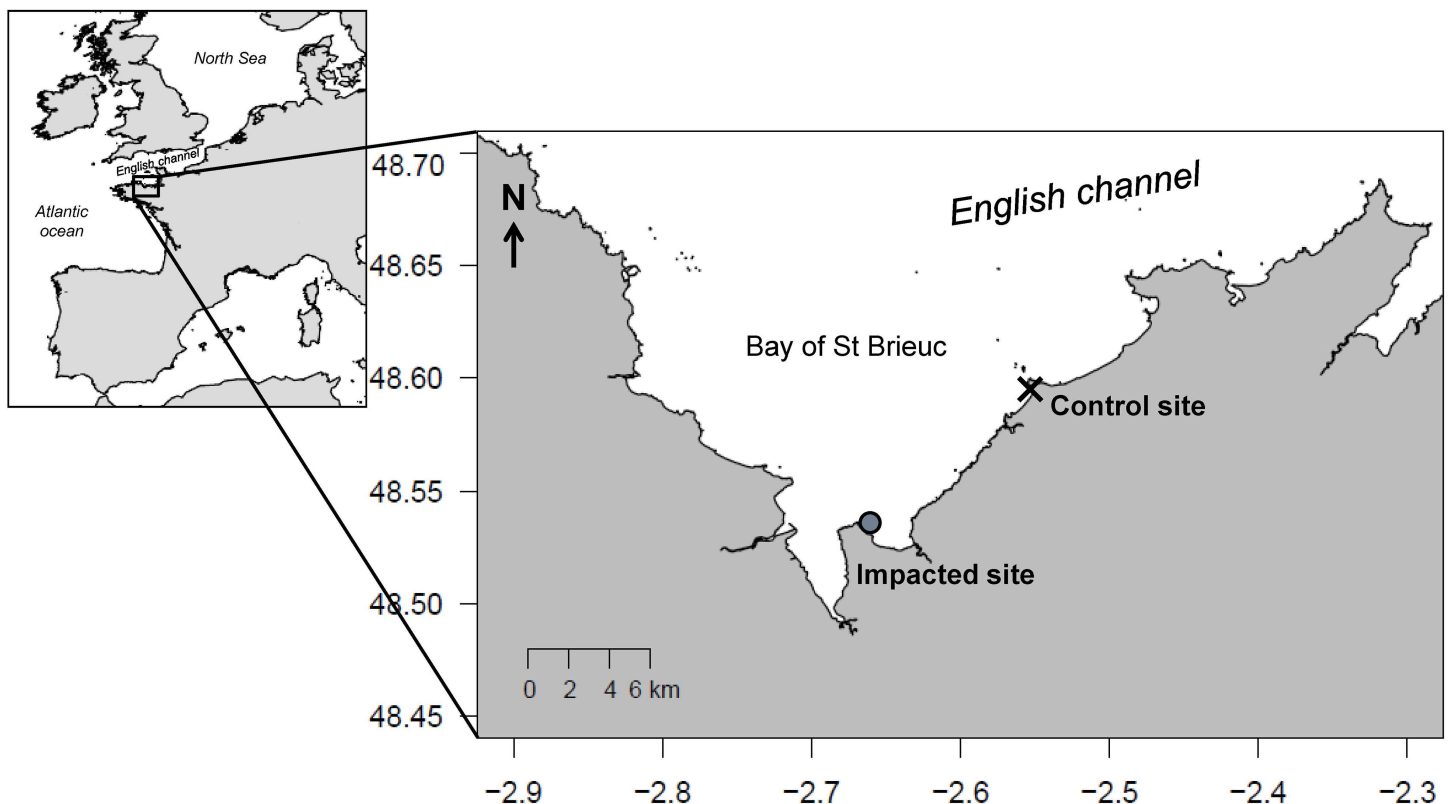 North Sea
English channel
Atlantic
ocean
48.70
48.65
48.60
48.55
48.50
48.45
N
English channel
Bay of St Brieuc
Control site
Impacted site
0 2 4 6 km
−2.9 −2.8 −2.7 −2.6 −2.5 −2.4 −2.3